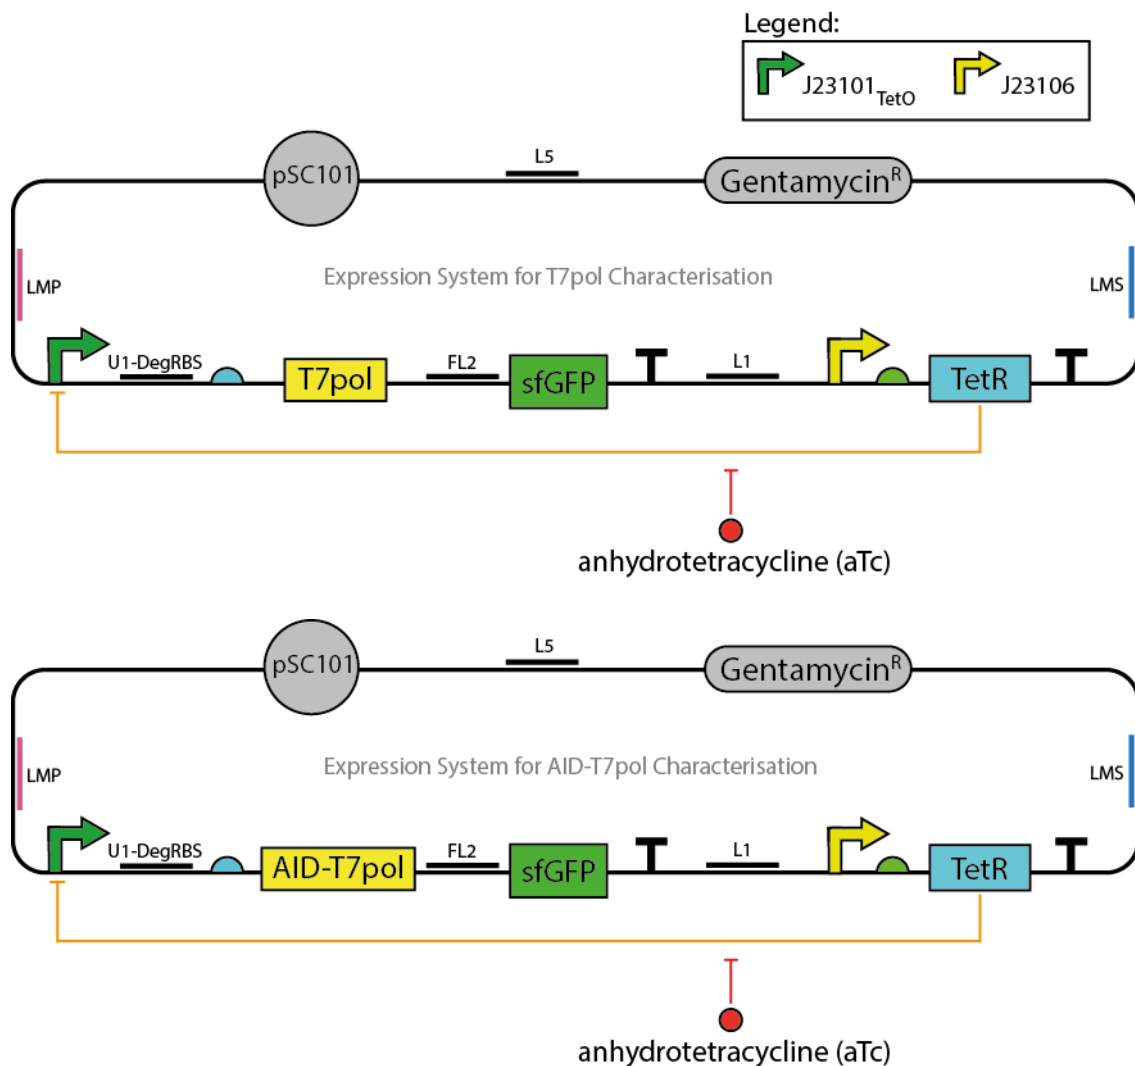 Legend:
J23101TetO
J23106
pSC101
L5
GentamycinR
LMP
Expression System for T7pol Characterisation
LMS
U1-DegRBS
T7pol
FL2
sfGFP
L1
TetR
anhydrotetracycline (aTc)
pSC101
L5
GentamycinR
LMP
Expression System for AID-T7pol Characterisation
LMS
U1-DegRBS
AID-T7pol
FL2
sfGFP
L1
TetR
anhydrotetracycline (aTc)